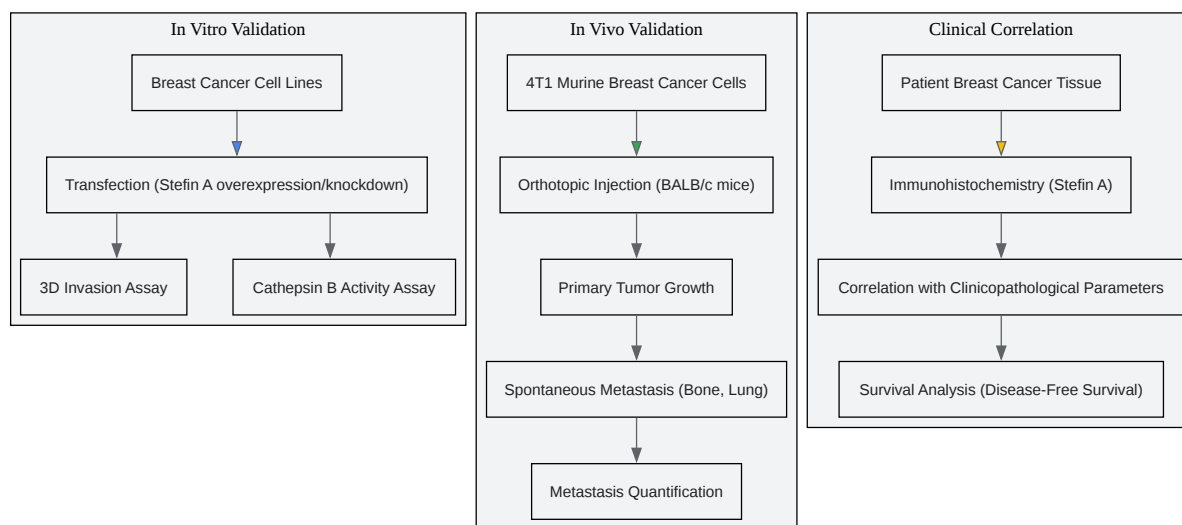 In Vitro Validation
Breast Cancer Cell Lines
Transfection (Stefin A overexpression/knockdown)
3D Invasion Assay
Cathepsin B Activity Assay
In Vivo Validation
4T1 Murine Breast Cancer Cells
Orthotopic Injection (BALB/c mice)
Primary Tumor Growth
Spontaneous Metastasis (Bone, Lung)
Metastasis Quantification
Clinical Correlation
Patient Breast Cancer Tissue
Immunohistochemistry (Stefin A)
Correlation with Clinicopathological Parameters
Survival Analysis (Disease-Free Survival)